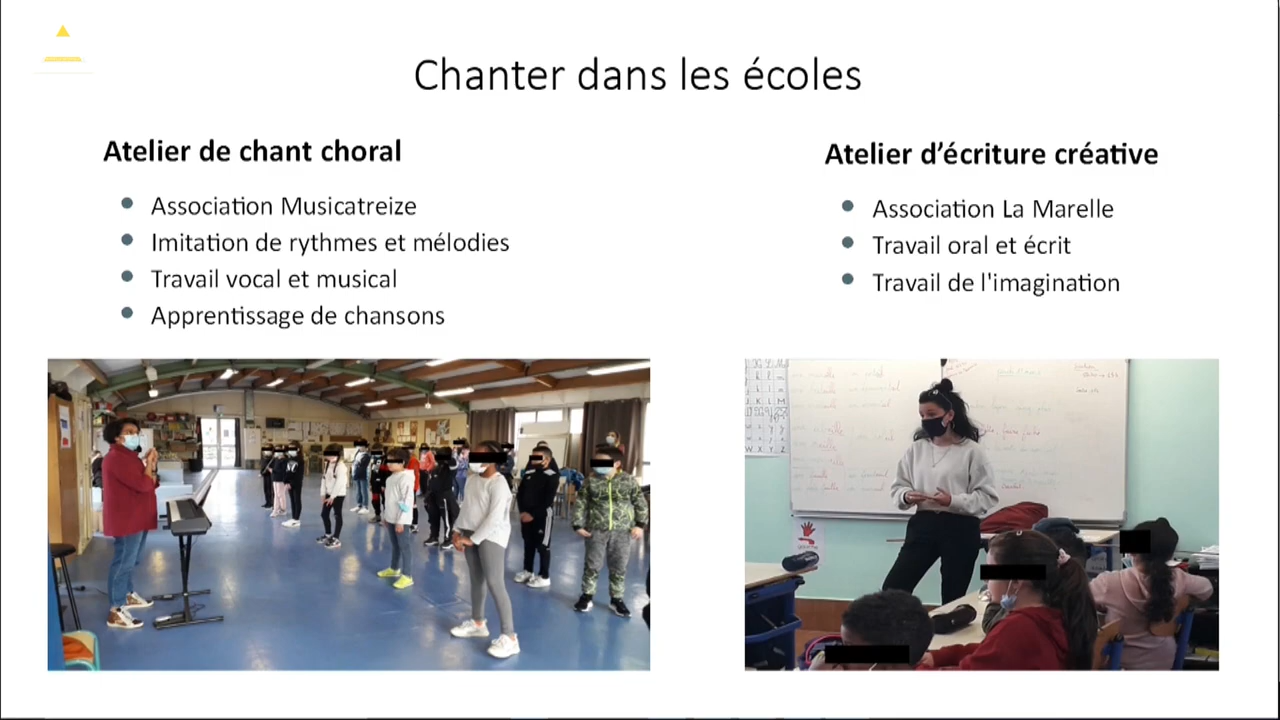 Chanter dans les écoles
Atelier de chant choral
Association Musicatreize
Imitation de rythmes et mélodies
Travail vocal et musical
Apprentissage de chansons
Atelier d’écriture créative
Association La Marelle
Travail oral et écrit
Travail de l'imagination